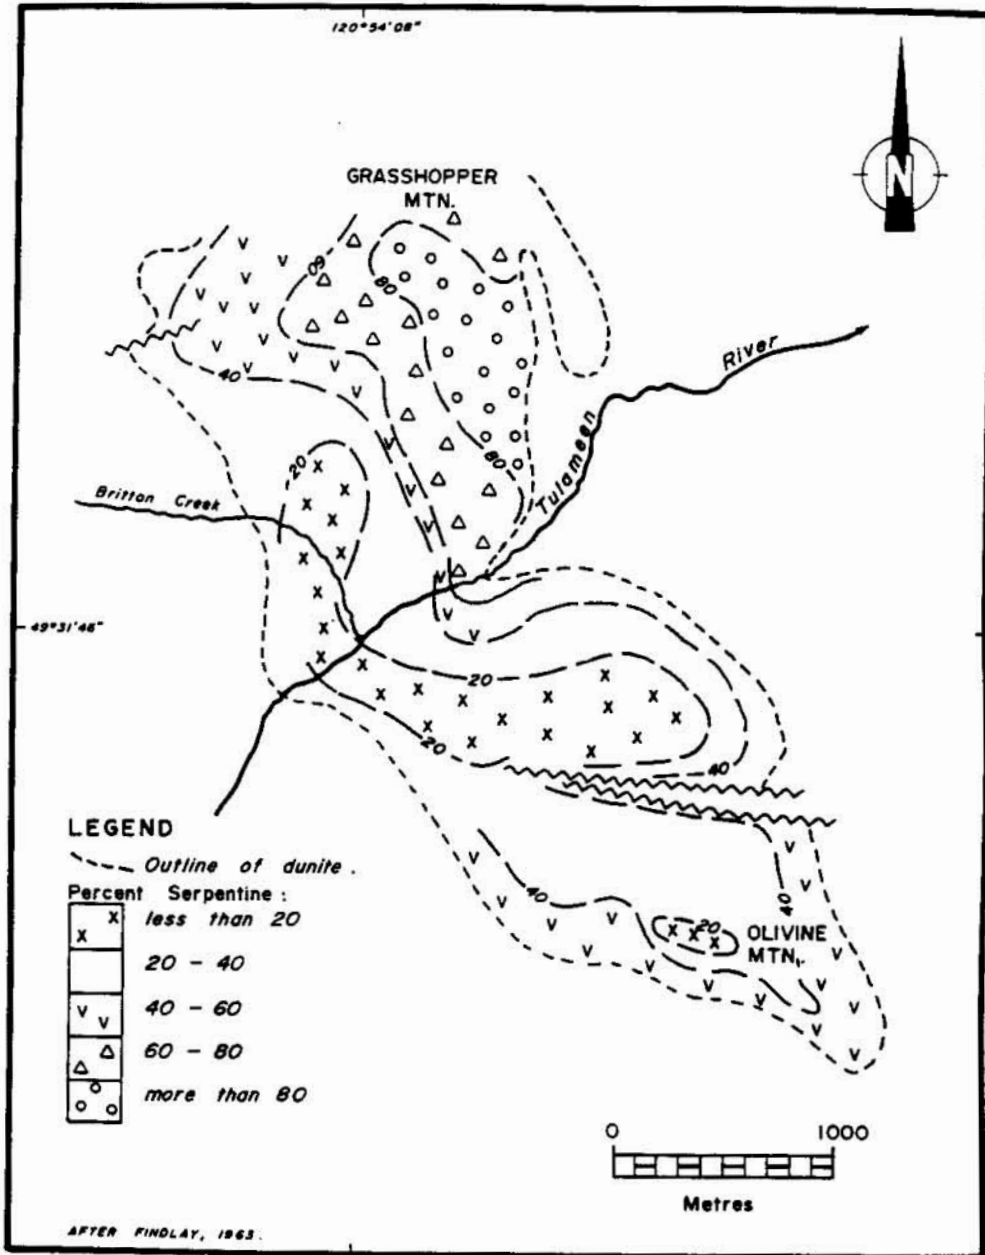 120°54'08"
N
GRASSHOPPER
MTN.
60
80
40
River
Tulameen
80
20
Britton Creek
49°31'46"
20
20
40
LEGEND
Outline of dunite.
Percent Serpentine:
x x less than 20
20 - 40
v v 40 - 60
60 - 80
more than 80
40
40
20
OLIVINE
MTN.
0 1000
Metres
AFTER FINDLAY, 1963.